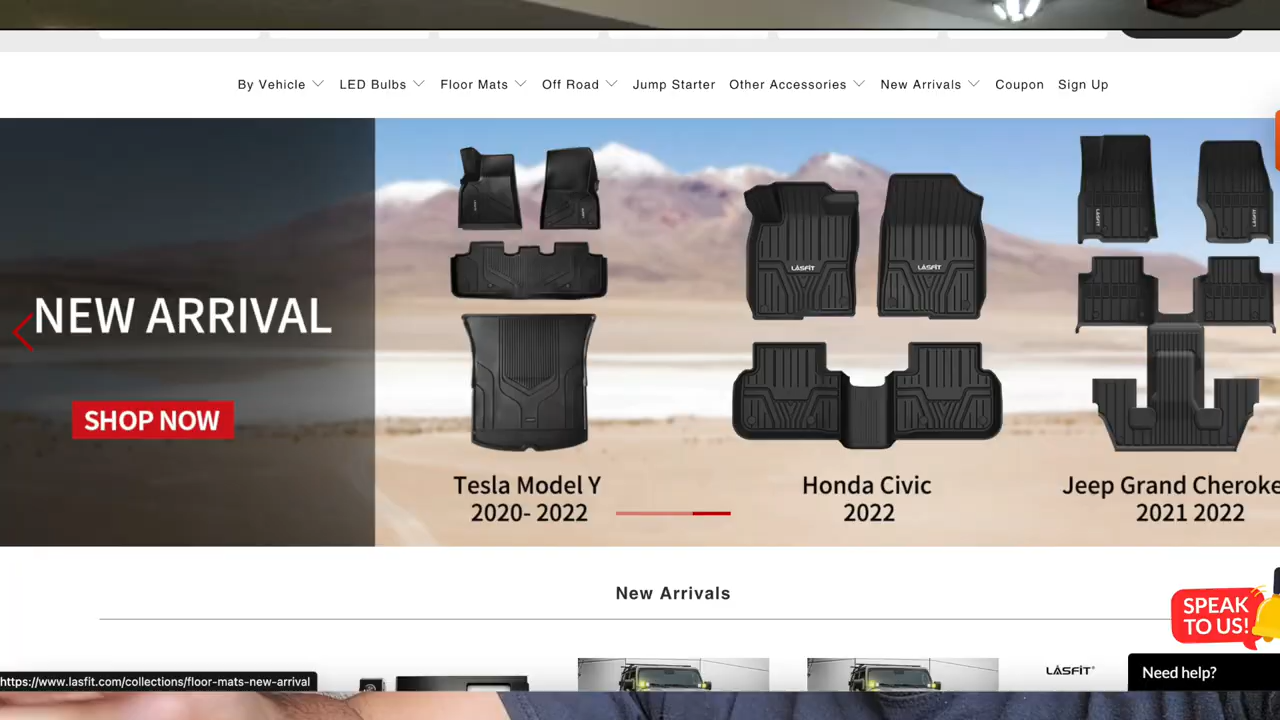 By Vehicle LED Bulbs Floor Mats Off Road Jump Starter Other Accessories New Arrivals Coupon Sign Up
NEW ARRIVAL
SHOP NOW
LASFIT
LASFIT
Tesla Model Y
2020- 2022
Honda Civic
2022
Jeep Grand Cheroke
2021 2022
New Arrivals
SPEAK
TO US!
LASFIT
Need help?
https://www.lasfit.com/collections/floor-mats-new-arrival